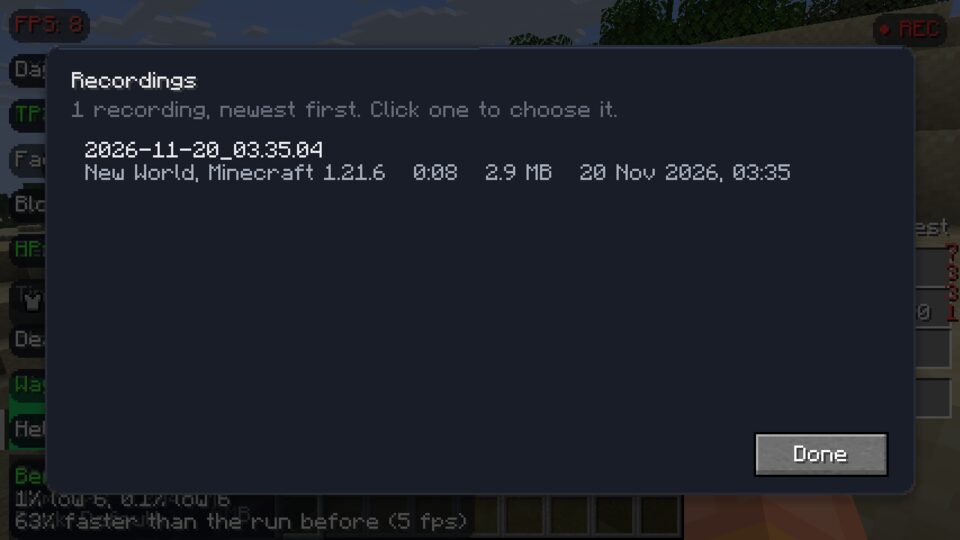 FPS: 8
REC
Recordings
1 recording, newest first. Click one to choose it.
2026-11-20_03.35.04
New World, Minecraft 1.21.6 0:08 2.9 MB 20 Nov 2026, 03:35
Done
1% low 6, 0.1% low 6
63% faster than the run before (5 fps)